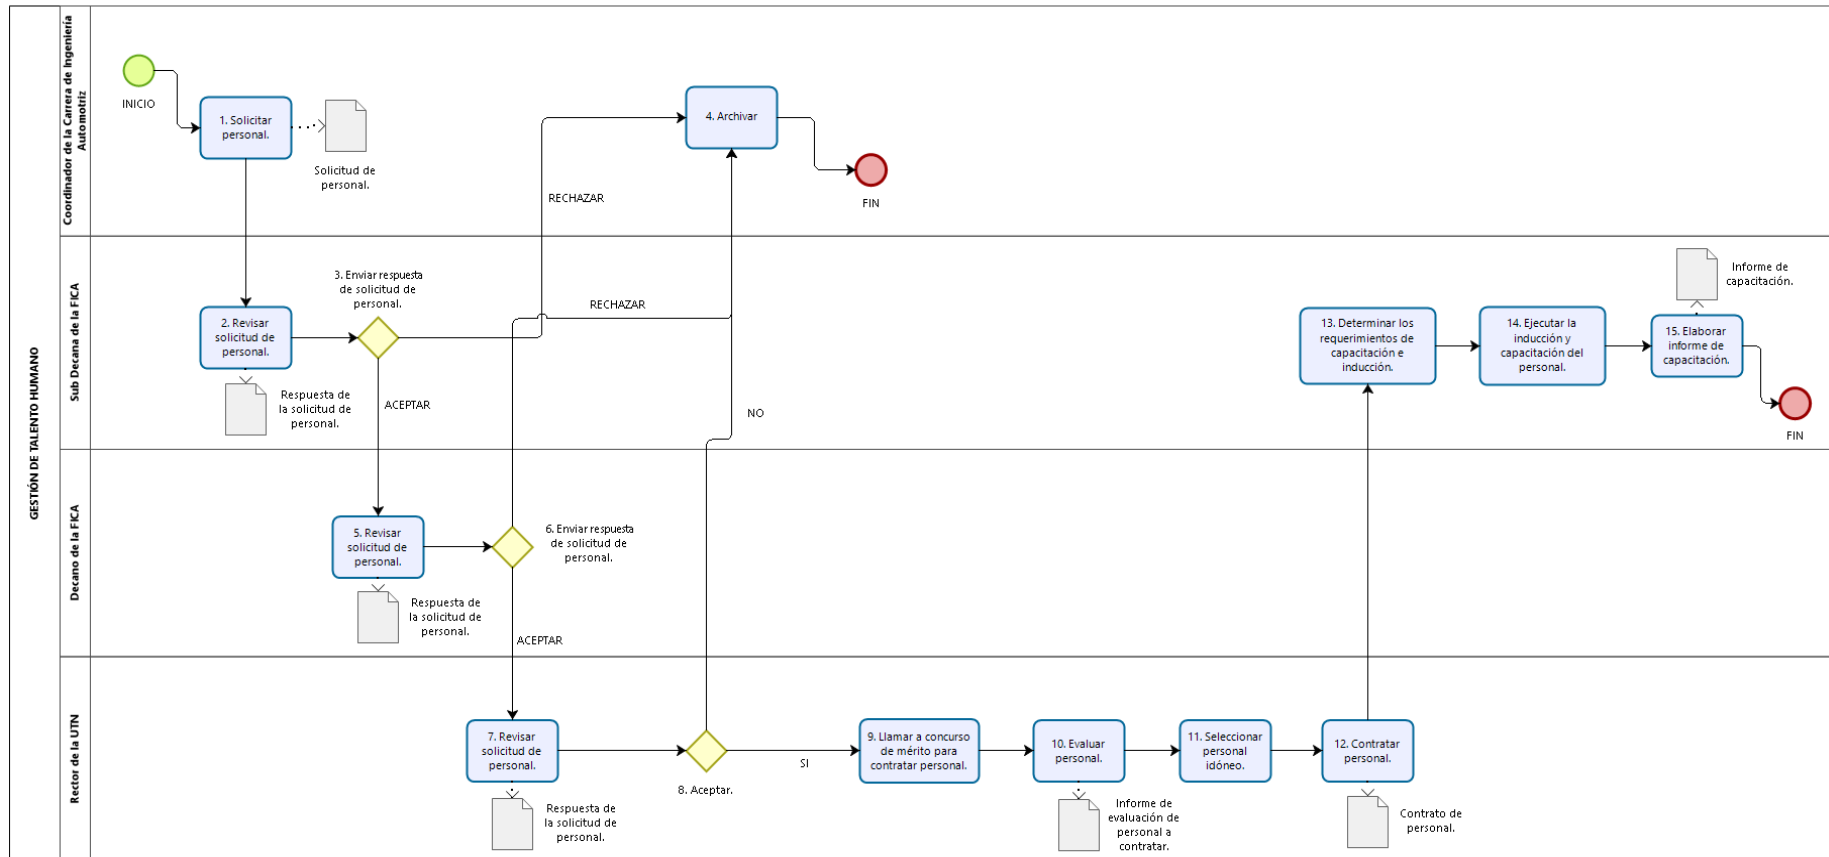 GESTIÓN DE TALENTO HUMANO
Coordinador de la Carrera de Ingeniería
Automotriz
INICIO
1. Solicitar
personal.
Solicitud de
personal.
4. Archivar
RECHAZAR
FIN
Sub Decana de la FICA
2. Revisar
solicitud de
personal.
Respuesta de
la solicitud de
personal.
3. Enviar respuesta
de solicitud de
personal.
ACEPTAR
RECHAZAR
NO
13. Determinar los
requerimientos de
capacitación e
inducción.
14. Ejecutar la
inducción y
capacitación del
personal.
15. Elaborar
informe de
capacitación.
Informe de
capacitación.
FIN
Decano de la FICA
5. Revisar
solicitud de
personal.
Respuesta de
la solicitud de
personal.
6. Enviar respuesta
de solicitud de
personal.
ACEPTAR
Rector de la UTN
7. Revisar
solicitud de
personal.
Respuesta de
la solicitud de
personal.
8. Aceptar.
SI
9. Llamar a concurso
de mérito para
contratar personal.
10. Evaluar
personal.
Informe de
evaluación de
personal a
contratar.
11. Seleccionar
personal
idóneo.
12. Contratar
personal.
Contrato de
personal.